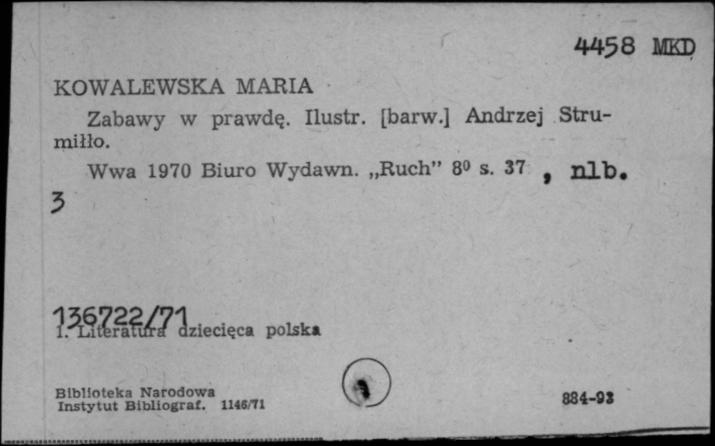 4458 MKD
KOWALEWSKA MARIA
Zabawy w prawdę. Ilustr. [barw.] Andrzej Stru-
miłło.
Wwa 1970 Biuro Wydawn. „Ruch” 8⁰ s. 37 , nlb.
3
136722/71
1. Literatura dziecięca polska
Biblioteka Narodowa
Instytut Bibliograf. 1146/71
884-93